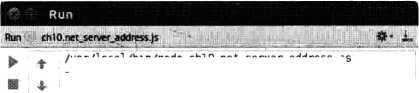 Run
Run ch10.net_server_address.js
/usr/local/bin/node ch10.net_server_address.js